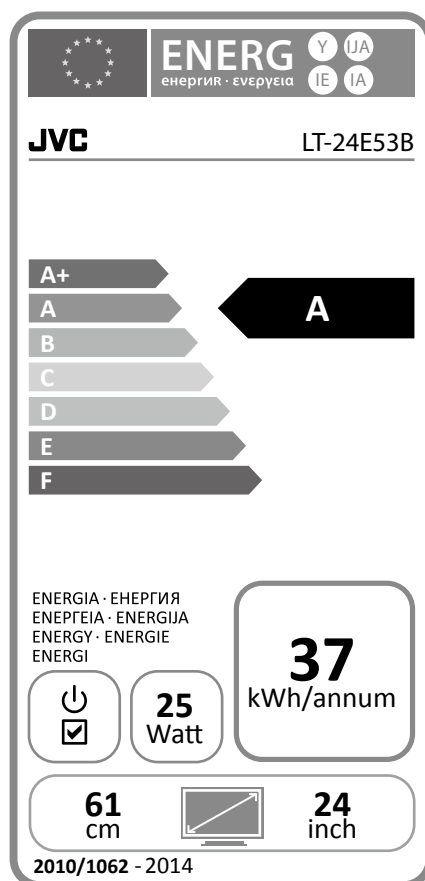 ENERG Y IJA
енергия · ενεργεια IE IA
JVC LT-24E53B
A+
A
A
B
C
D
E
F
ENERGIA · ЕНЕРГИЯ
ΕΝΕΡΓΕΙΑ · ENERGIJA
ENERGY · ENERGIE
ENERGI
37
kWh/annum
25
Watt
61
cm
24
inch
2010/1062 - 2014